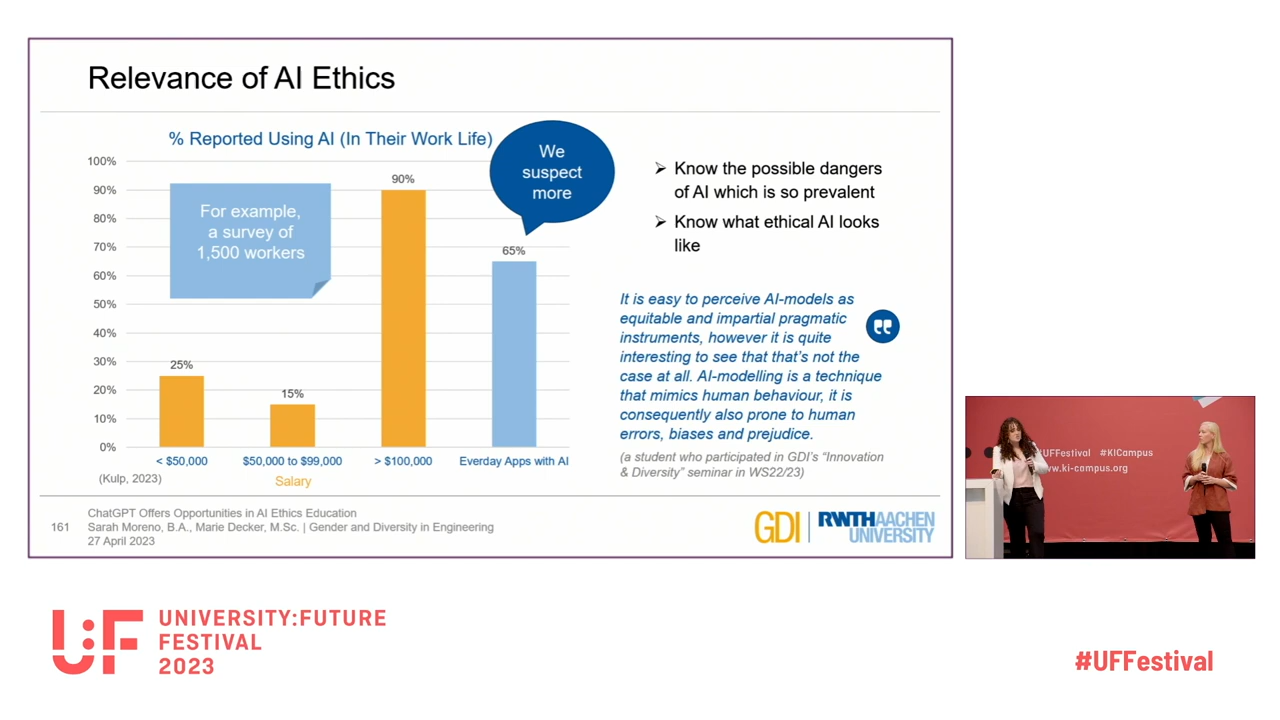 Relevance of AI Ethics
% Reported Using AI (In Their Work Life)
We
suspect
more
100%
90%
80%
70%
60%
50%
40%
30%
20%
10%
0%
For example,
a survey of
1,500 workers
25%
15%
90%
65%
< $50,000
$50,000 to $99,000
> $100,000
Everday Apps with AI
(Kulp, 2023)
Salary
➢ Know the possible dangers
of AI which is so prevalent
➢ Know what ethical AI looks
like
It is easy to perceive AI-models as
equitable and impartial pragmatic
instruments, however it is quite
interesting to see that that's not the
case at all. AI-modelling is a technique
that mimics human behaviour, it is
consequently also prone to human
errors, biases and prejudice.
(a student who participated in GDI's "Innovation
& Diversity" seminar in WS22/23)
161
ChatGPT Offers Opportunities in AI Ethics Education
Sarah Moreno, B.A., Marie Decker, M.Sc. | Gender and Diversity in Engineering
27 April 2023
GDI
RWTH AACHEN
UNIVERSITY
#UFFestival #KICampus
www.ki-campus.org
U:F
UNIVERSITY:FUTURE
FESTIVAL
2023
#UFFestival